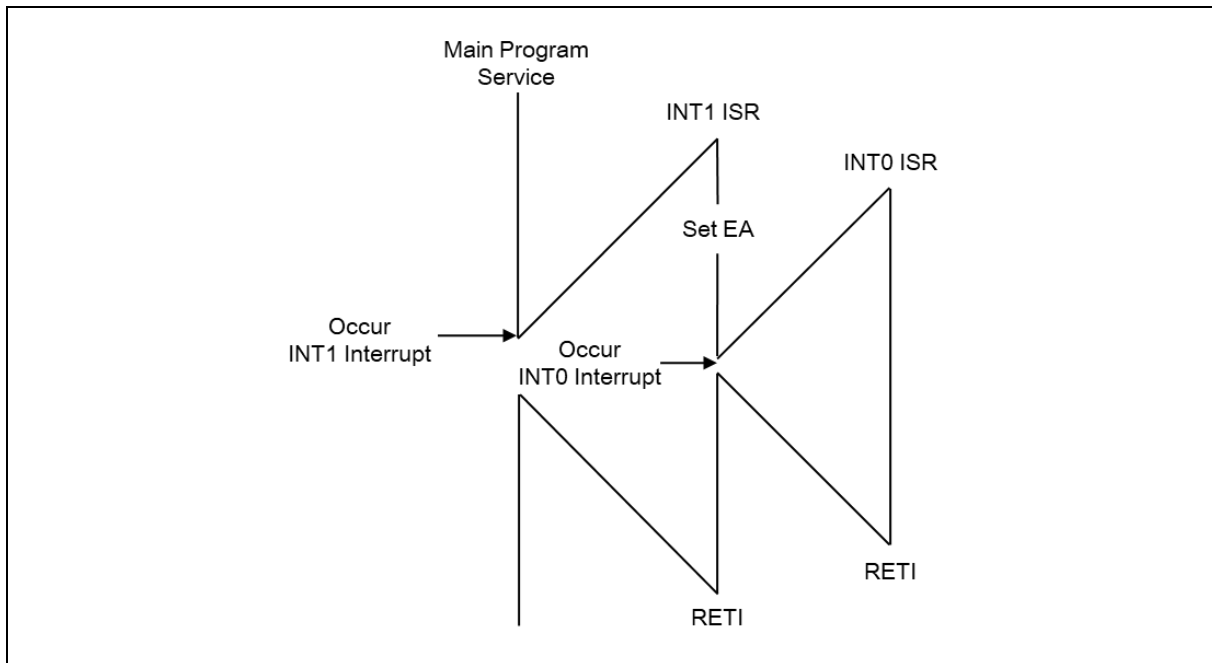 Main Program
Service
INT1 ISR
INT0 ISR
Set EA
Occur
INT1 Interrupt
Occur
INT0 Interrupt
RETI
RETI